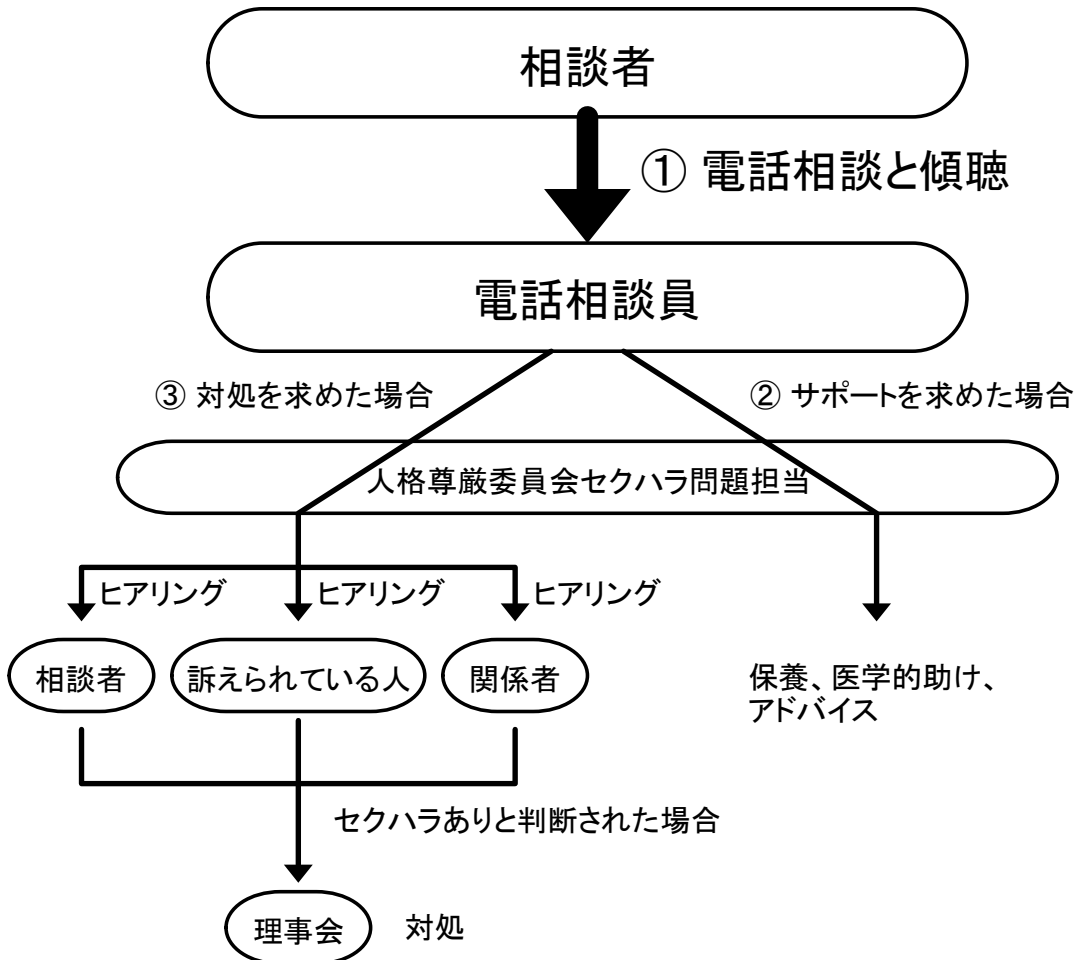 相談者
① 電話相談と傾聴
電話相談員
③ 対処を求めた場合
② サポートを求めた場合
人格尊厳委員会セクハラ問題担当
ヒアリング
ヒアリング
ヒアリング
相談者
訴えられている人
関係者
保養、医学的助け、
アドバイス
セクハラありと判断された場合
理事会
対処